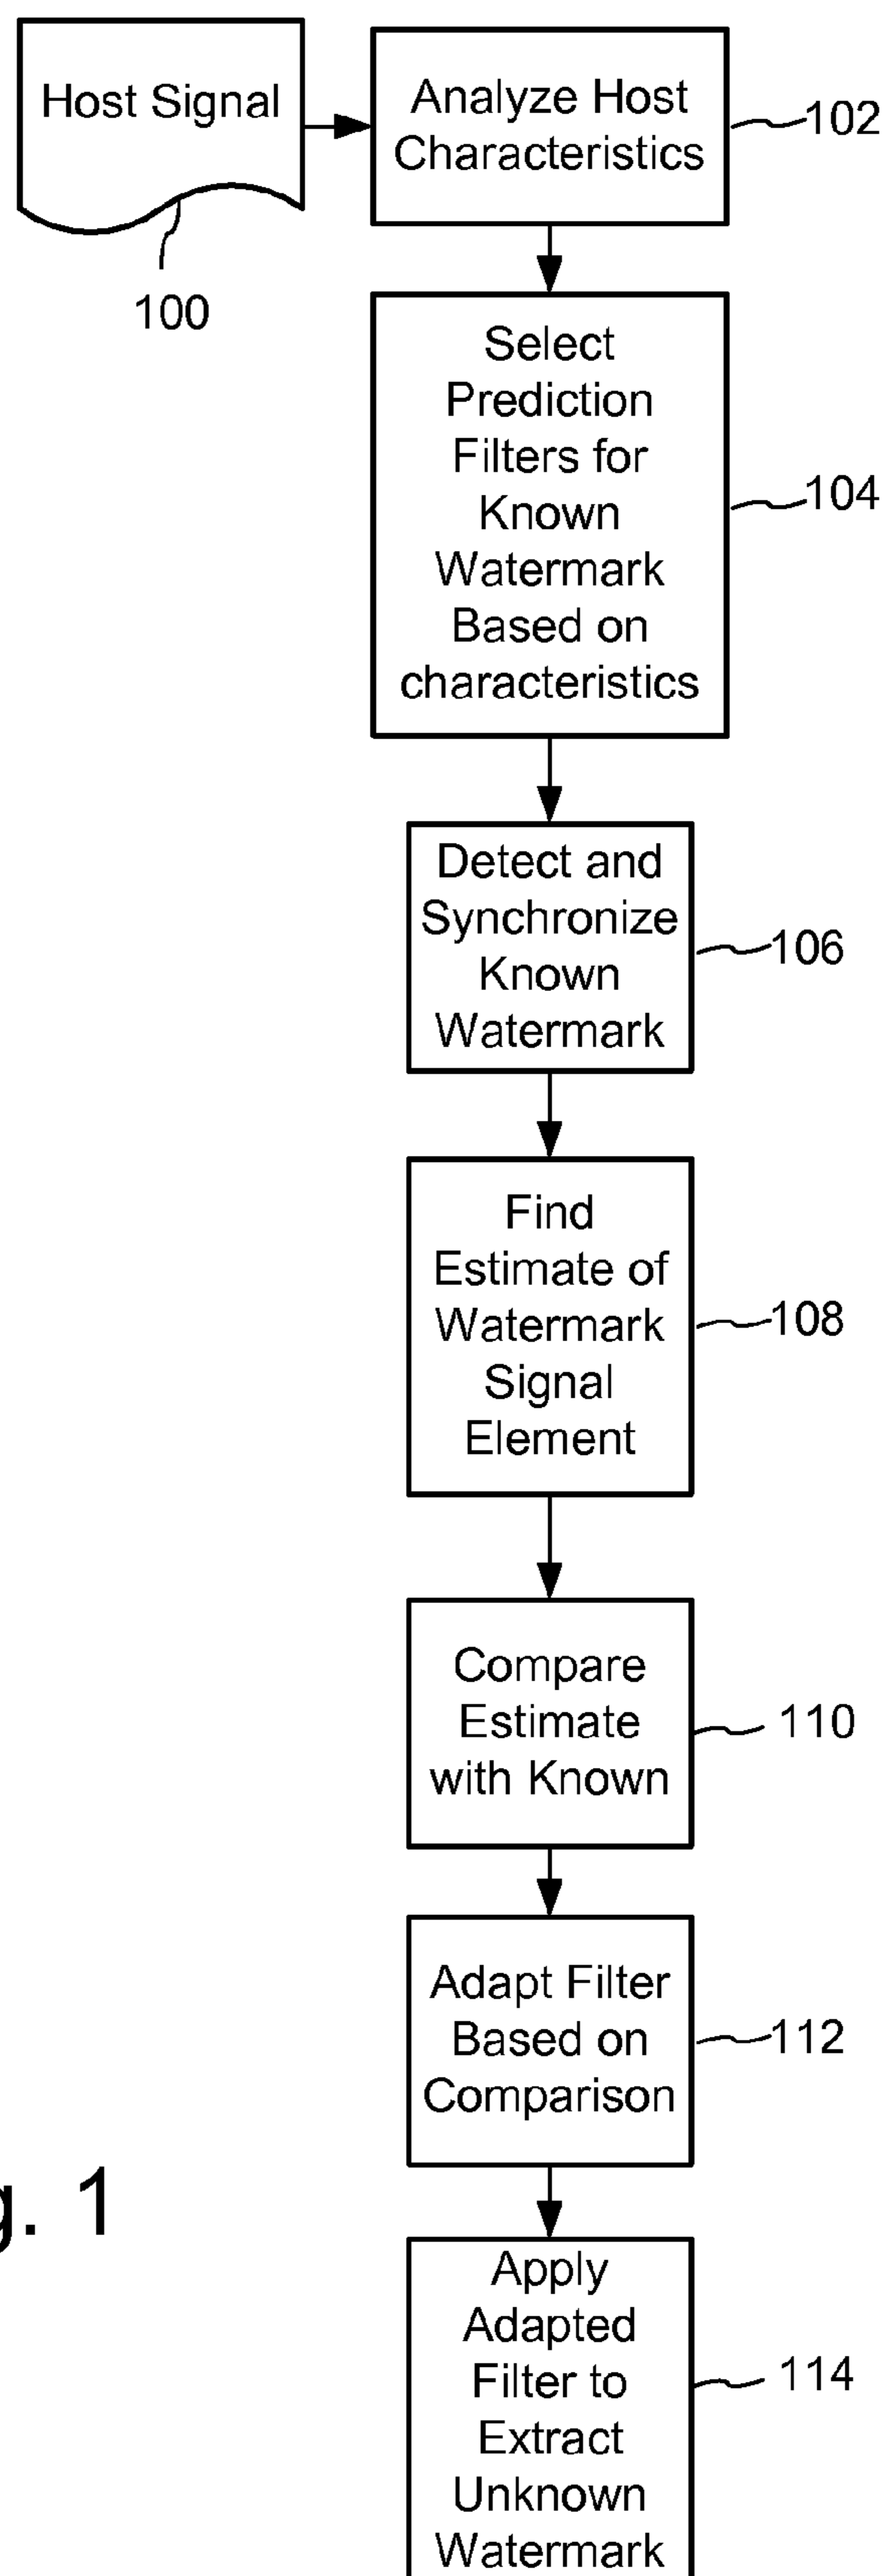 Host Signal
100
Analyze Host
Characteristics
102
Select
Prediction
Filters for
Known
Watermark
Based on
characteristics
104
Detect and
Synchronize
Known
Watermark
106
Find
Estimate of
Watermark
Signal
Element
108
Compare
Estimate
with Known
110
Adapt Filter
Based on
Comparison
112
g. 1
Apply
Adapted
Filter to
Extract
Unknown
Watermark
114